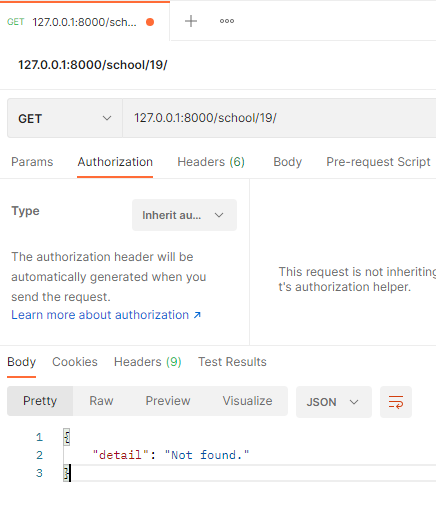 GET 127.0.0.1:8000/sch...
127.0.0.1:8000/school/19/
GET 127.0.0.1:8000/school/19/
Params Authorization Headers (6) Body Pre-request Script
Type Inherit au...
The authorization header will be
automatically generated when you
send the request.
Learn more about authorization ↗
This request is not inheriting
t's authorization helper.
Body Cookies Headers (9) Test Results
Pretty Raw Preview Visualize JSON
1 {
2 "detail": "Not found."
3 }